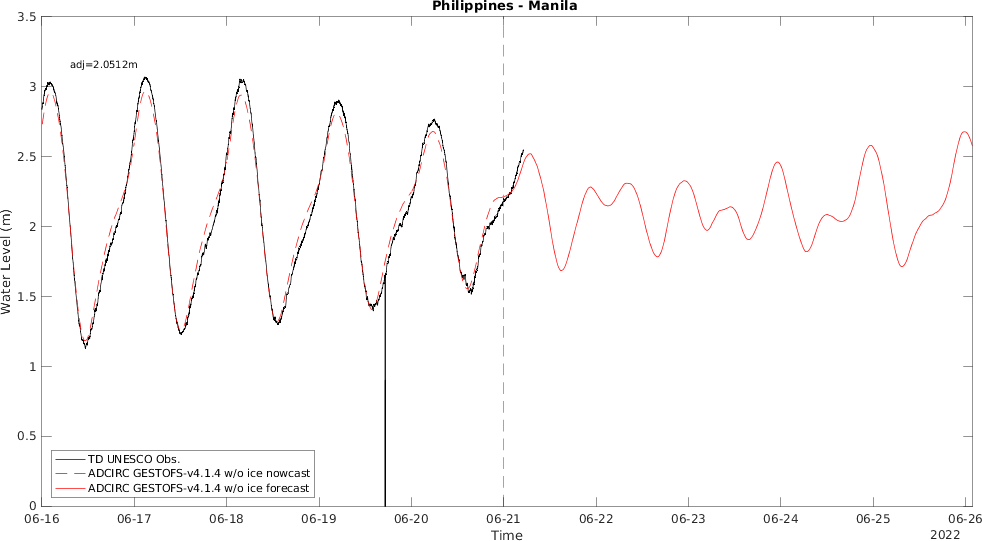 Philippines - Manila
3.5
adj=2.0512m
3
2.5
2
Water Level (m)
1.5
1
0.5
TD UNESCO Obs.
ADCIRC GESTOFS-v4.1.4 w/o ice nowcast
ADCIRC GESTOFS-v4.1.4 w/o ice forecast
0
06-16 06-17 06-18 06-19 06-20 06-21 06-22 06-23 06-24 06-25 06-26
Time 2022